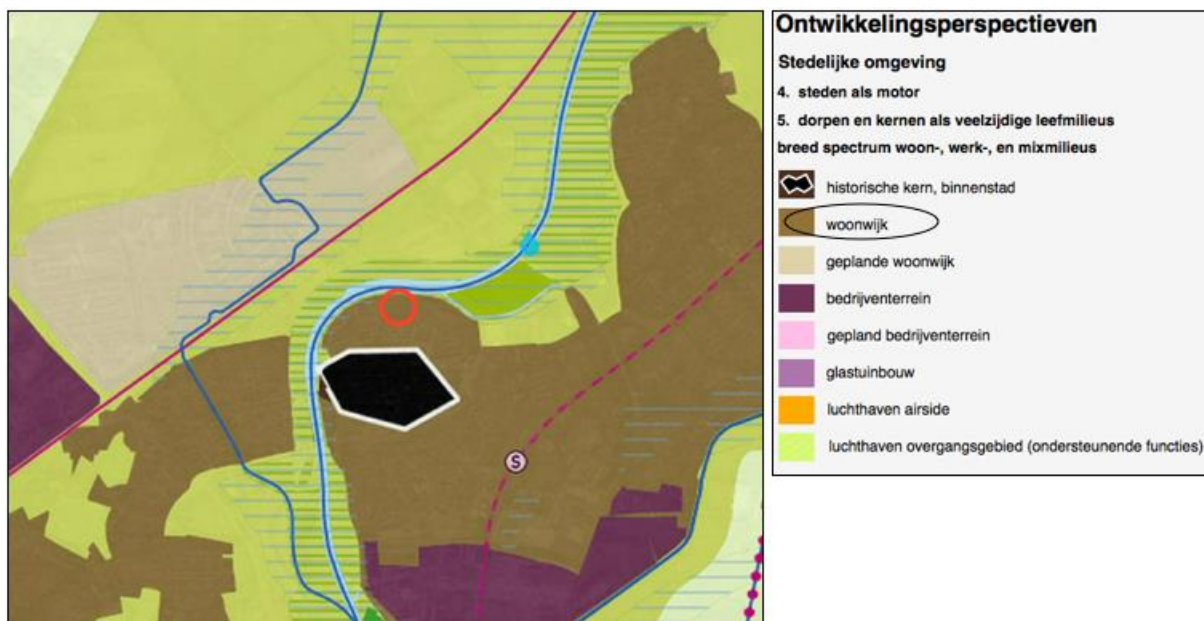 Ontwikkelingsperspectieven
Stedelijke omgeving
4. steden als motor
5. dorpen en kernen als veelzijdige leefmilieus
breed spectrum woon-, werk-, en mixmilieus
historische kern, binnenstad
woonwijk
geplande woonwijk
bedrijventerrein
gepland bedrijventerrein
glastuinbouw
luchthaven airside
luchthaven overgangsgebied (ondersteunende functies)
S